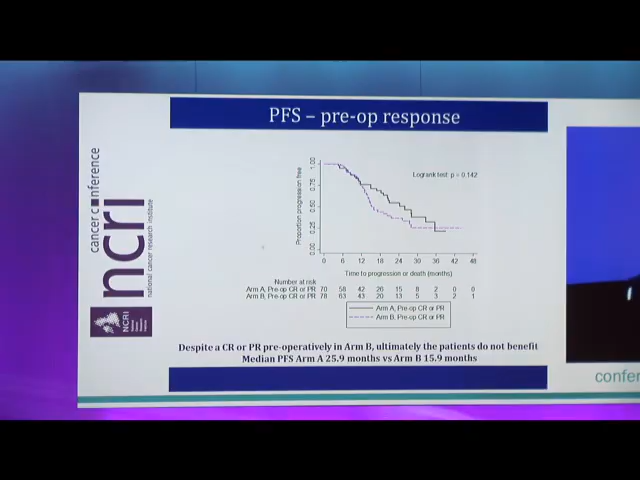 PFS – pre-op response
cancer conference
ncri
national cancer research institute
NCRI
Proportion progression free
1.00
0.75
0.50
0.25
0.00
Logrank test: p = 0.142
0 6 12 18 24 30 36 42 48
Time to progression or death (months)
Number at risk
Arm A, Pre-op CR or PR 70 58 42 26 15 8 2 0 0
Arm B, Pre-op CR or PR 78 63 43 20 13 5 3 2 1
Arm A, Pre-op CR or PR
Arm B, Pre-op CR or PR
Despite a CR or PR pre-operatively in Arm B, ultimately the patients do not benefit
Median PFS Arm A 25.9 months vs Arm B 15.9 months
confer